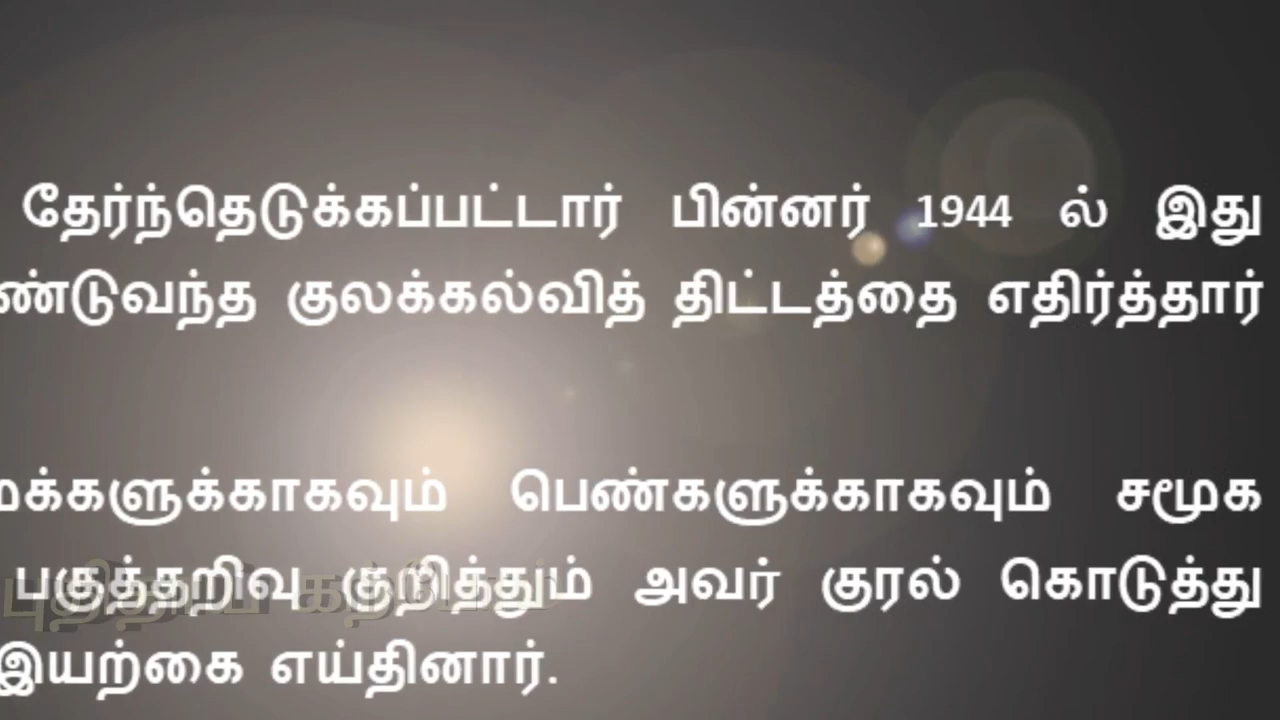 தேர்ந்தெடுக்கப்பட்டார் பின்னர் 1944 ல் இது
ண்டுவந்த குலக்கல்வித் திட்டத்தை எதிர்த்தார்
மக்களுக்காகவும் பெண்களுக்காகவும் சமூக
பகுத்தறிவு குறித்தும் அவர் குரல் கொடுத்து
இயற்கை எய்தினார்.